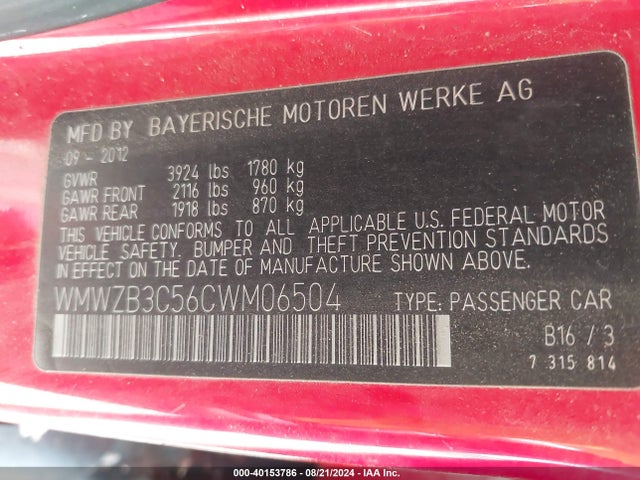 MFD BY BAYERISCHE MOTOREN WERKE AG
09 - 2012
GVWR 3924 lbs 1780 kg
GAWR FRONT 2116 lbs 960 kg
GAWR REAR 1918 lbs 870 kg
THIS VEHICLE CONFORMS TO ALL APPLICABLE U.S. FEDERAL MOTOR
VEHICLE SAFETY, BUMPER AND THEFT PREVENTION STANDARDS
IN EFFECT ON THE DATE OF MANUFACTURE SHOWN ABOVE.
WMWZB3C56CWM06504 TYPE: PASSENGER CAR
B16 / 3
7 315 814
000-40153786 - 08/21/2024 - IAA Inc.